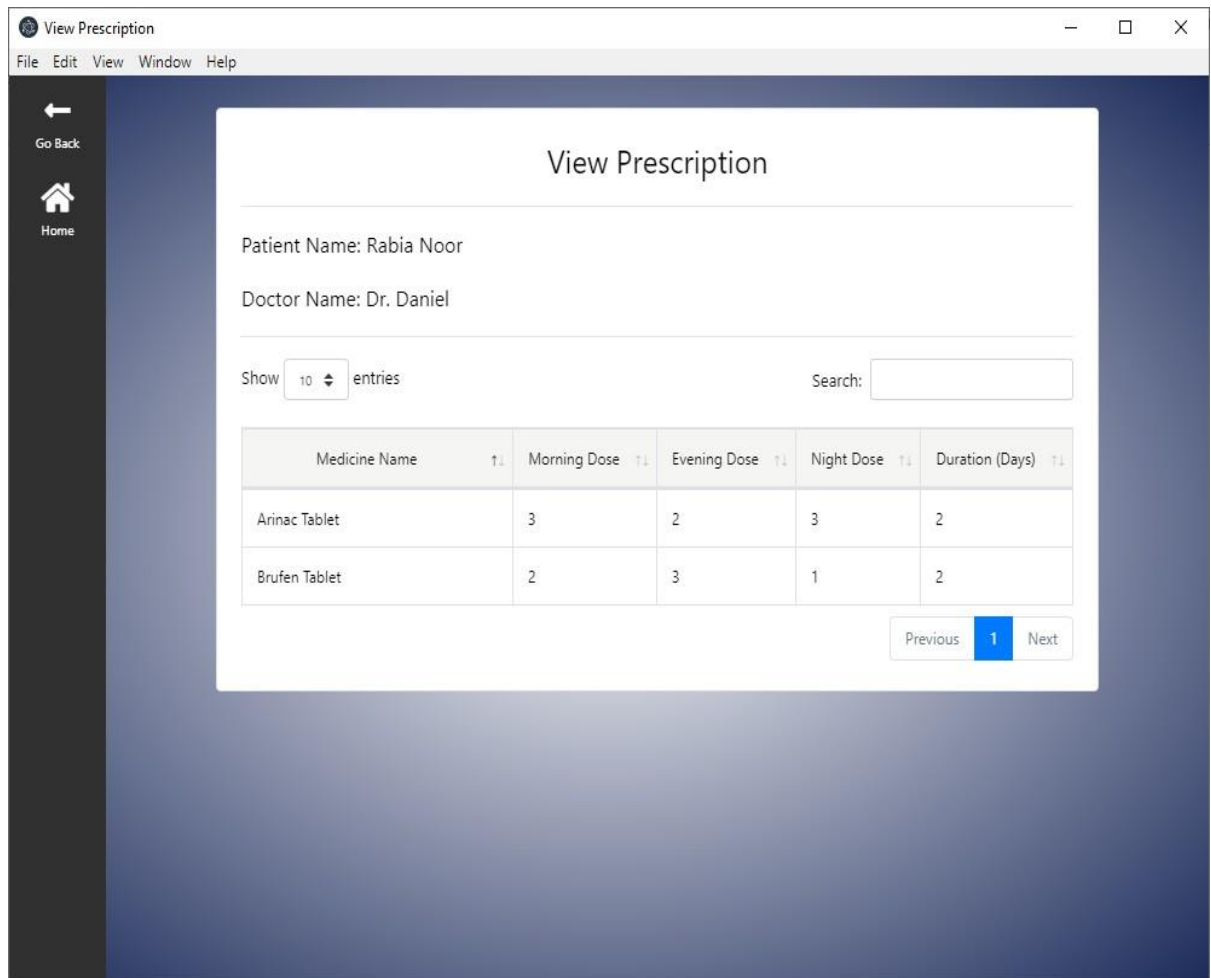 View Prescription
File Edit View Window Help
Go Back
Home
View Prescription
Patient Name: Rabia Noor
Doctor Name: Dr. Daniel
Show 10 entries Search:
Medicine Name Morning Dose Evening Dose Night Dose Duration (Days)
Arinac Tablet 3 2 3 2
Brufen Tablet 2 3 1 2
Previous 1 Next